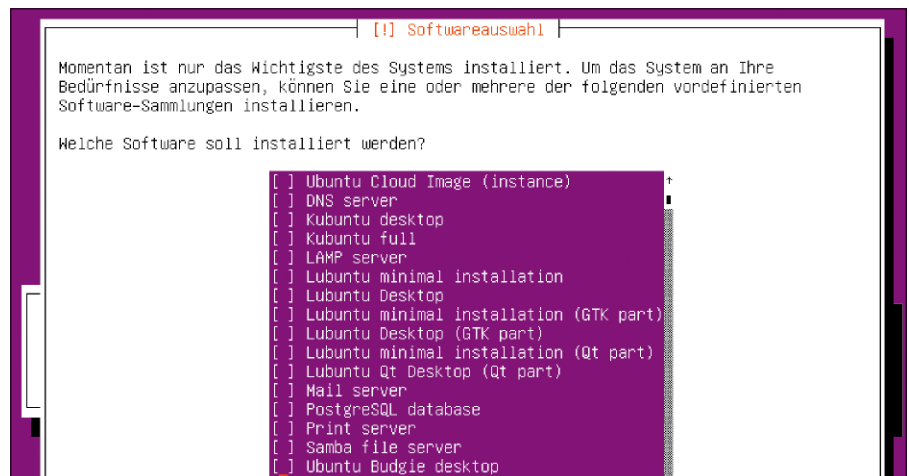 [!] Softwareauswahl
Momentan ist nur das Wichtigste des Systems installiert. Um das System an Ihre
Bedürfnisse anzupassen, können Sie eine oder mehrere der folgenden vordefinierten
Software-Sammlungen installieren.
Welche Software soll installiert werden?
[ ] Ubuntu Cloud Image (instance)
[ ] DNS server
[ ] Kubuntu desktop
[ ] Kubuntu full
[ ] LAMP server
[ ] Lubuntu minimal installation
[ ] Lubuntu Desktop
[ ] Lubuntu minimal installation (GTK part)
[ ] Lubuntu Desktop (GTK part)
[ ] Lubuntu minimal installation (Qt part)
[ ] Lubuntu Qt Desktop (Qt part)
[ ] Mail server
[ ] PostgreSQL database
[ ] Print server
[ ] Samba file server
[ ] Ubuntu Budgie desktop